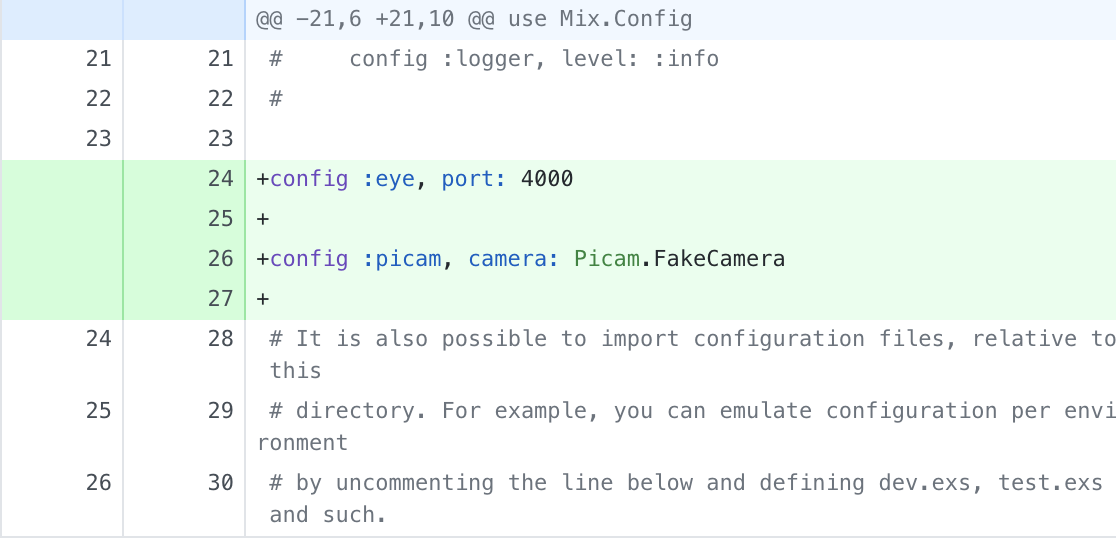 @@ −21,6 +21,10 @@ use Mix.Config
21 21 #     config :logger, level: :info
22 22 #
23 23
24 +config :eye, port: 4000
25 +
26 +config :picam, camera: Picam.FakeCamera
27 +
24 28 # It is also possible to import configuration files, relative to
this
25 29 # directory. For example, you can emulate configuration per envi
ronment
26 30 # by uncommenting the line below and defining dev.exs, test.exs
and such.